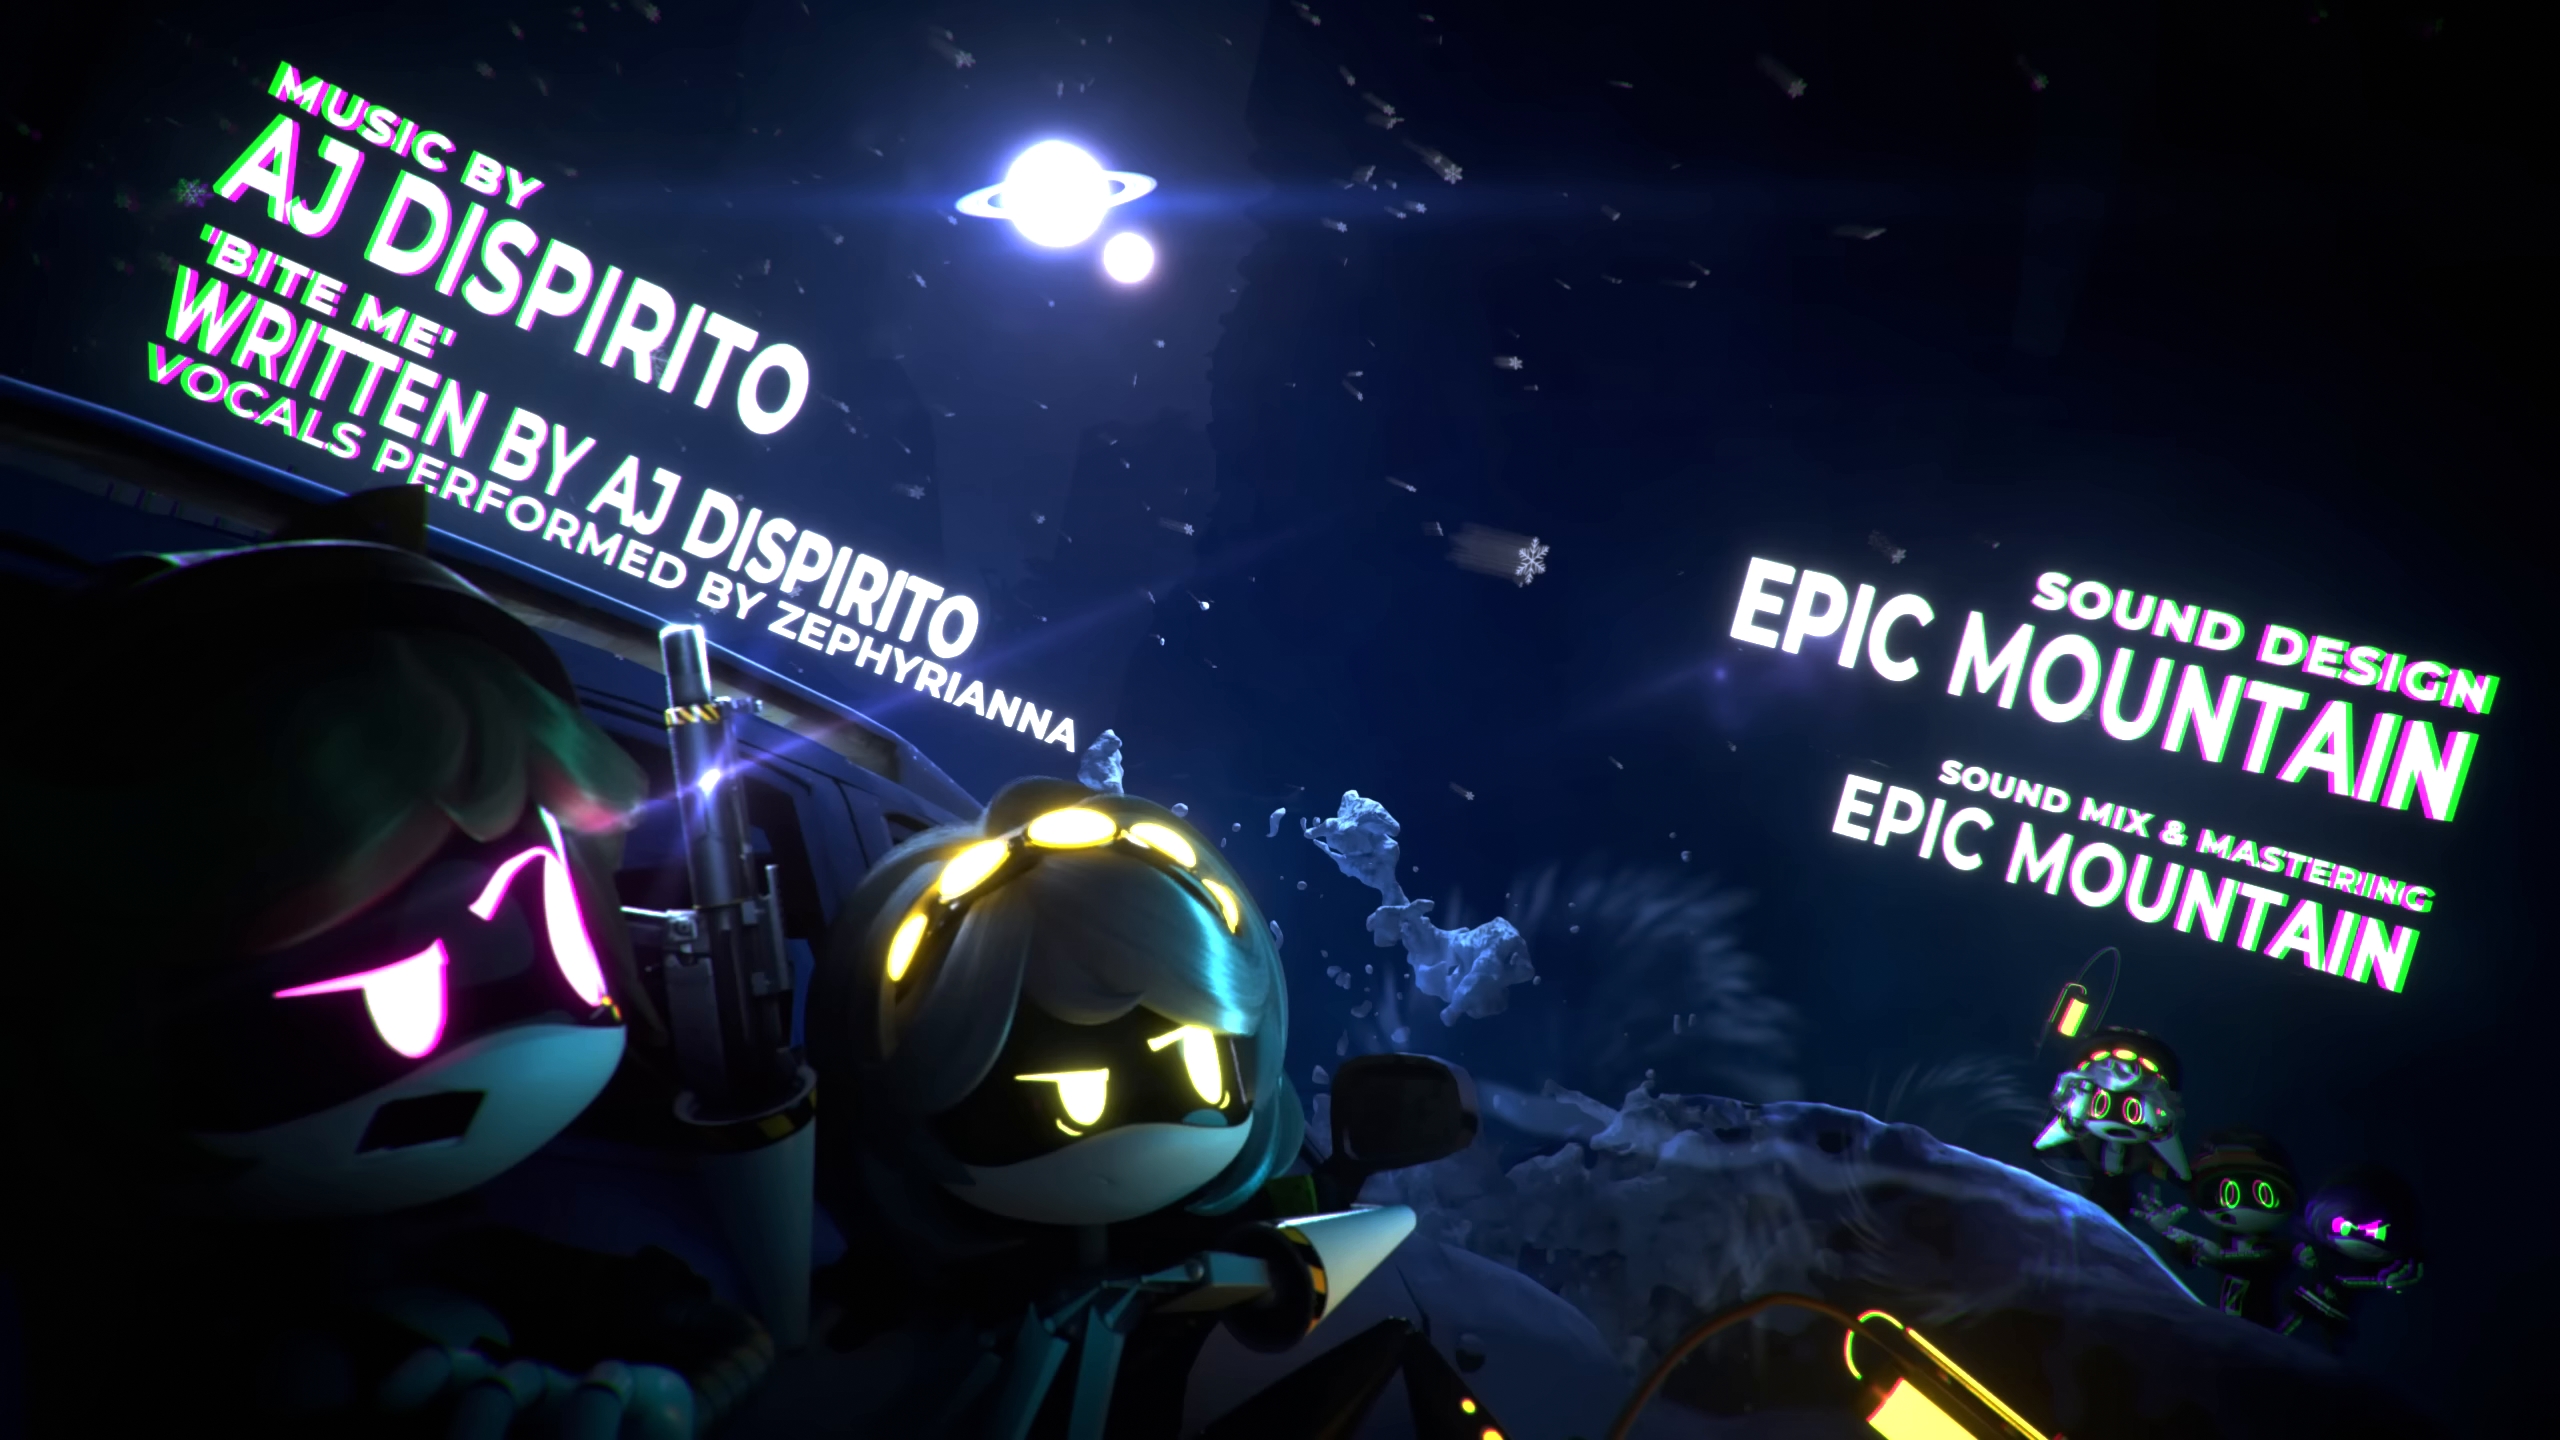 MUSIC BY
AJ DISPIRITO
'BITE ME'
WRITTEN BY AJ DISPIRITO
VOCALS PERFORMED BY ZEPHYRIANNA
SOUND DESIGN
EPIC MOUNTAIN
SOUND MIX & MASTERING
EPIC MOUNTAIN